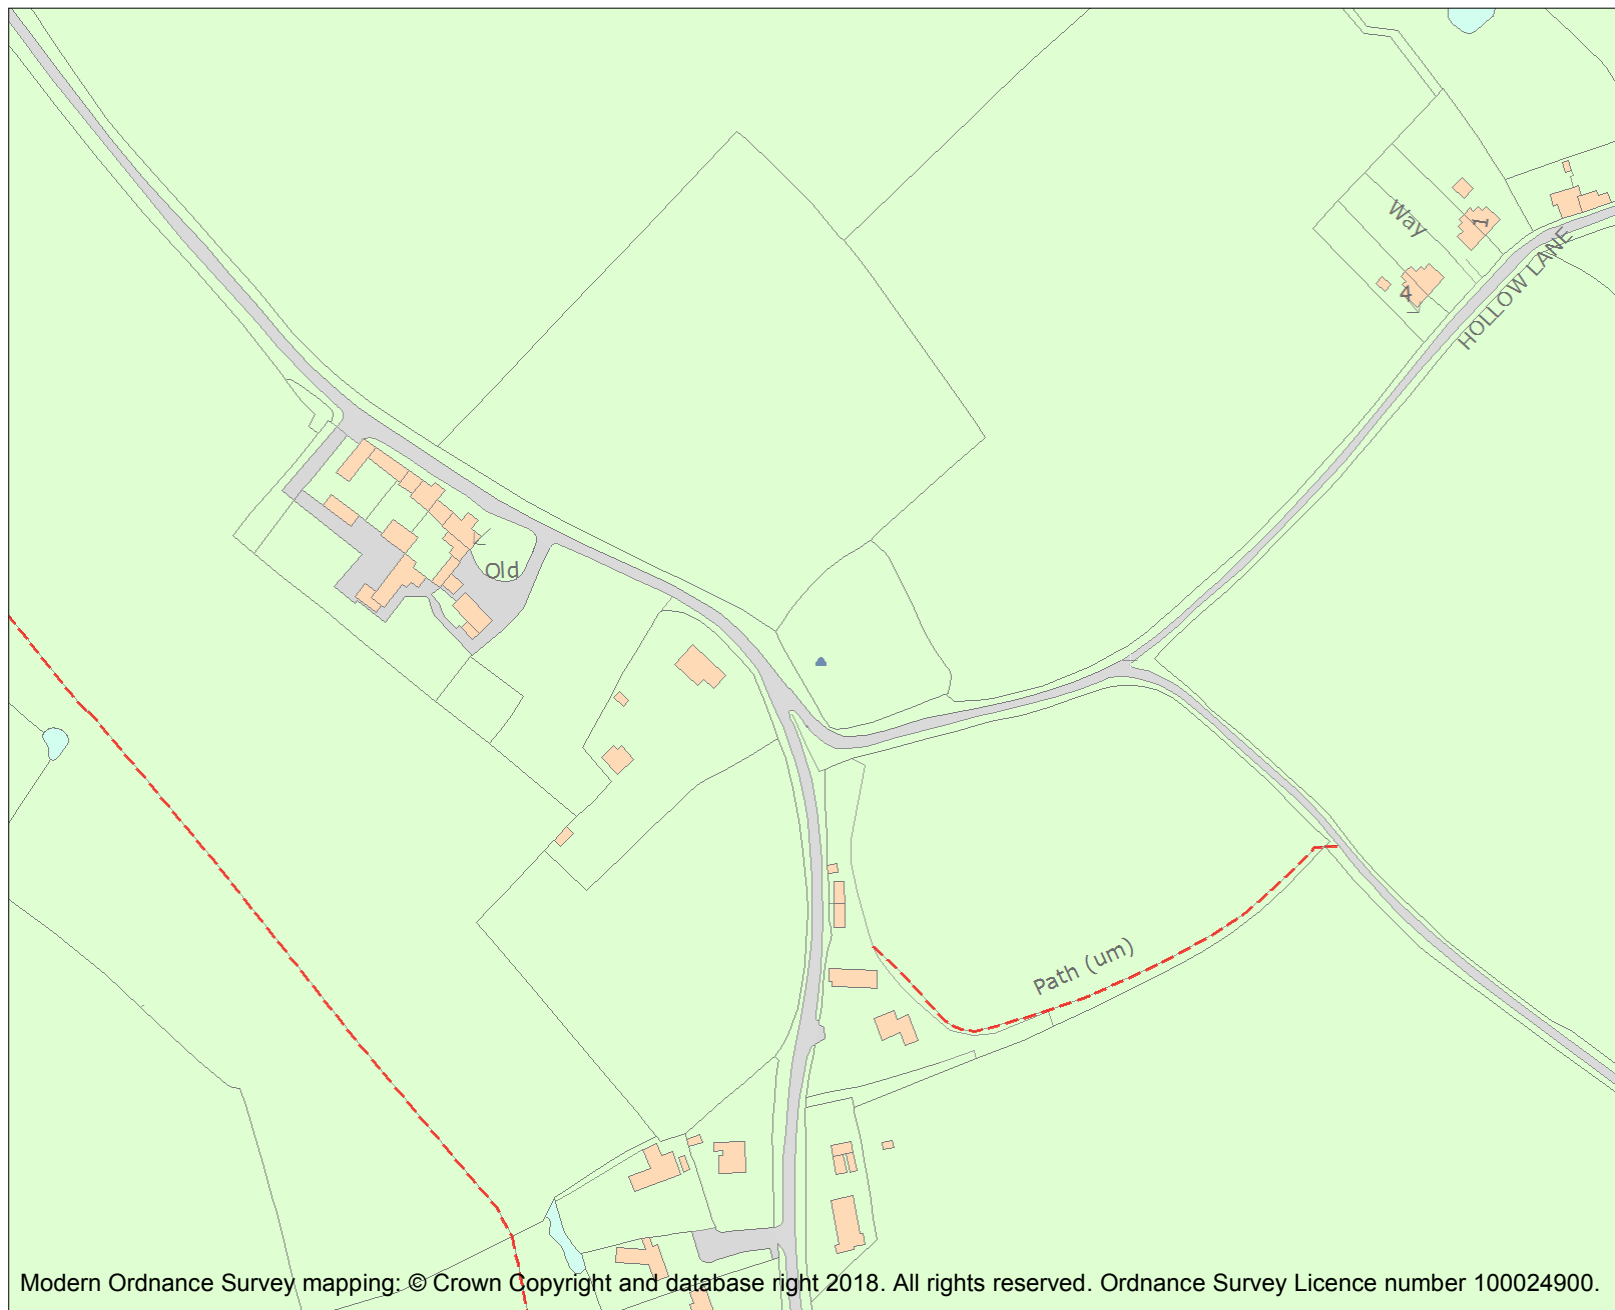 Way
1
4
HOLLOW LANE
Old
Path (um)
Modern Ordnance Survey mapping: © Crown Copyright and database right 2018. All rights reserved. Ordnance Survey Licence number 100024900.